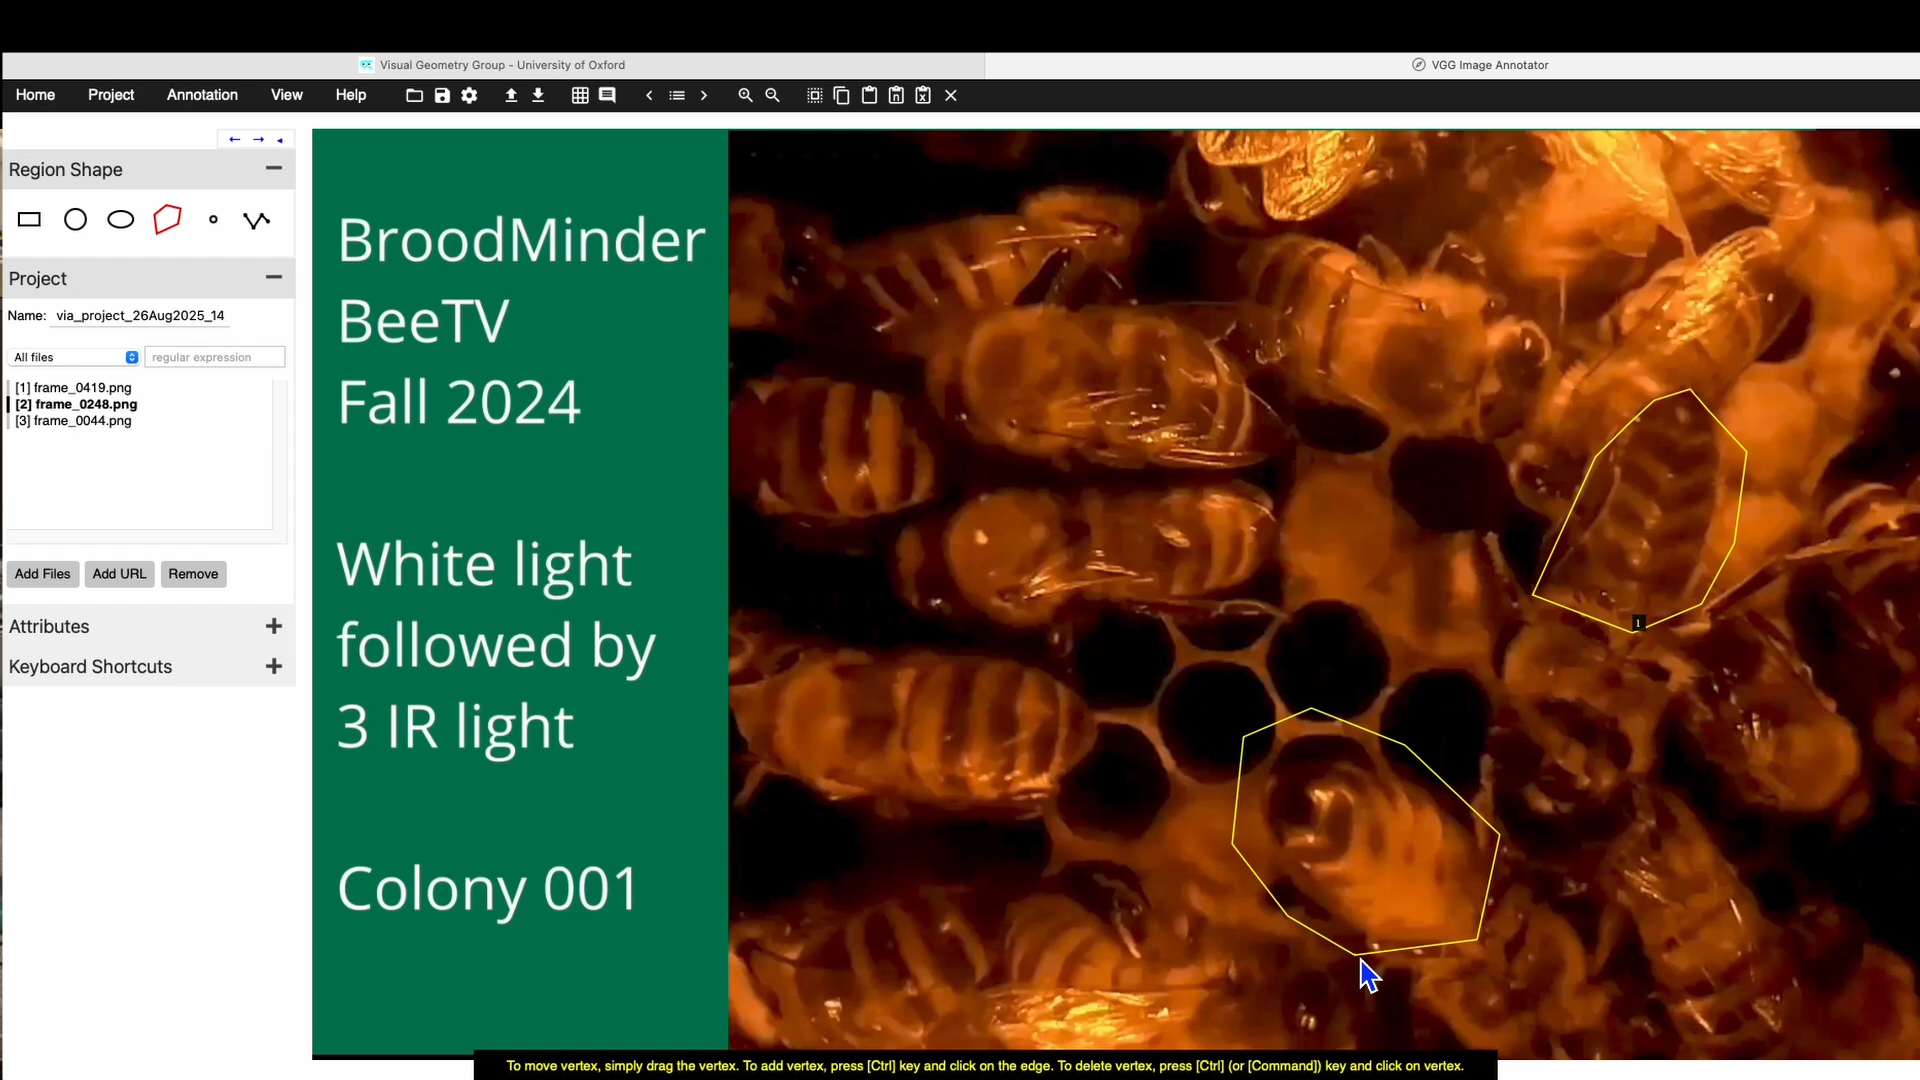 Visual Geometry Group - University of Oxford
VGG Image Annotator
Home Project Annotation View Help
Region Shape
Project
Name: via_project_26Aug2025_14
All files regular expression
[1] frame_0419.png
[2] frame_0248.png
[3] frame_0044.png
Add Files Add URL Remove
Attributes
Keyboard Shortcuts
BroodMinder
BeeTV
Fall 2024
White light
followed by
3 IR light
Colony 001
1
To move vertex, simply drag the vertex. To add vertex, press [Ctrl] key and click on the edge. To delete vertex, press [Ctrl] (or [Command]) key and click on vertex.